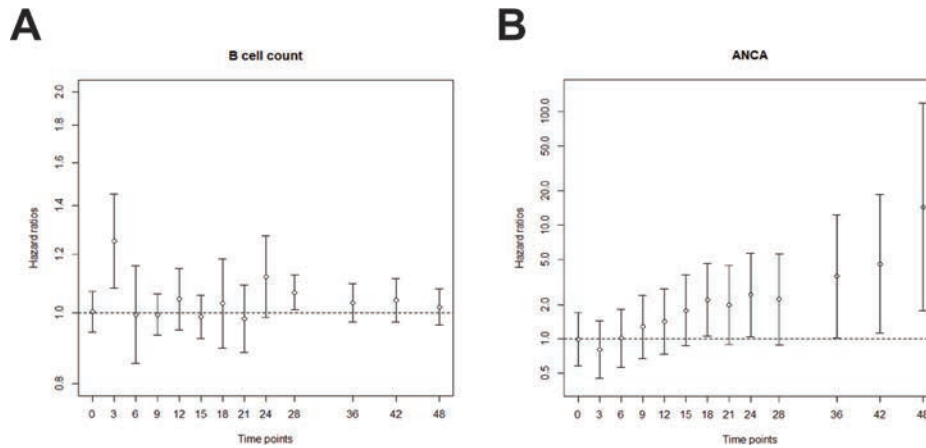 A
B cell count
Hazard ratios
2.0
1.8
1.6
1.4
1.2
1.0
0.8
0 3 6 9 12 15 18 21 24 28 36 42 48
Time points
B
ANCA
Hazard ratios
100.0
50.0
20.0
10.0
5.0
2.0
1.0
0.5
0 3 6 9 12 15 18 21 24 28 36 42 48
Time points